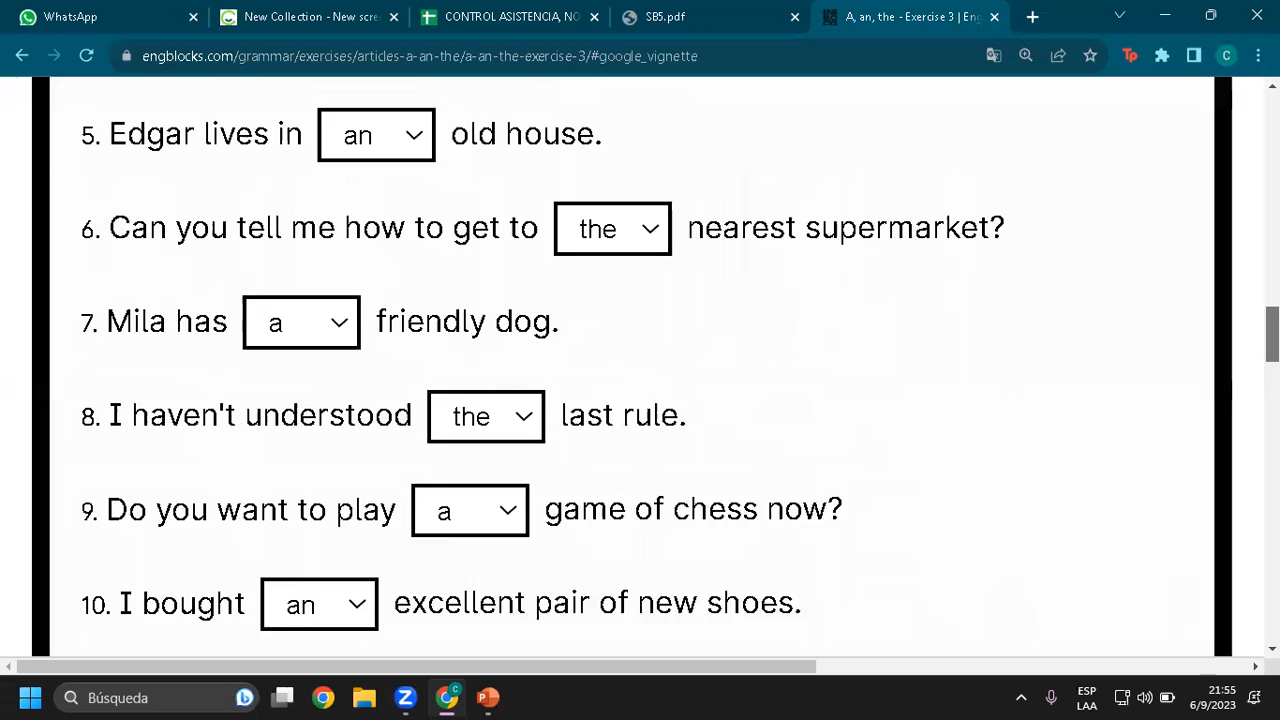 WhatsApp
New Collection - New scre
CONTROL ASISTENCIA, NO
SB5.pdf
A, an, the - Exercise 3 | Eng
engblocks.com/grammar/exercises/articles-a-an-the/a-an-the-exercise-3/#google_vignette
Tp
C
5. Edgar lives in an old house.
6. Can you tell me how to get to the nearest supermarket?
7. Mila has a friendly dog.
8. I haven't understood the last rule.
9. Do you want to play a game of chess now?
10. I bought an excellent pair of new shoes.
Búsqueda
ESP
LAA
21:55
6/9/2023